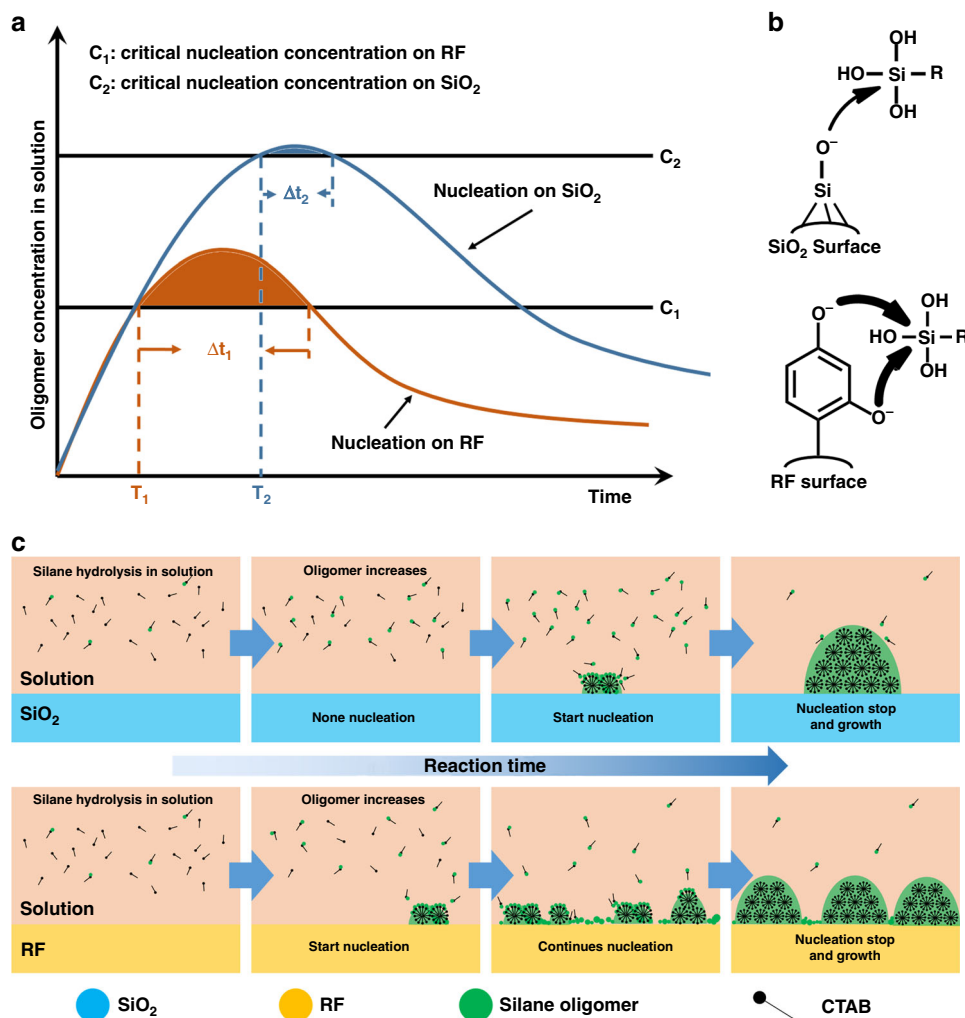 a
C₁: critical nucleation concentration on RF
C₂: critical nucleation concentration on SiO₂
Oligomer concentration in solution
C₂
Δt₂
Nucleation on SiO₂
C₁
Δt₁
Nucleation on RF
T₁
T₂
Time
b
OH
HO
Si
R
OH
O⁻
Si
SiO₂ Surface
O⁻
OH
HO
Si
R
OH
O⁻
RF surface
c
Silane hydrolysis in solution
Oligomer increases
Solution
SiO₂
None nucleation
Start nucleation
Nucleation stop
and growth
Reaction time
Silane hydrolysis in solution
Oligomer increases
Solution
RF
Start nucleation
Continues nucleation
Nucleation stop
and growth
SiO₂
RF
Silane oligomer
CTAB